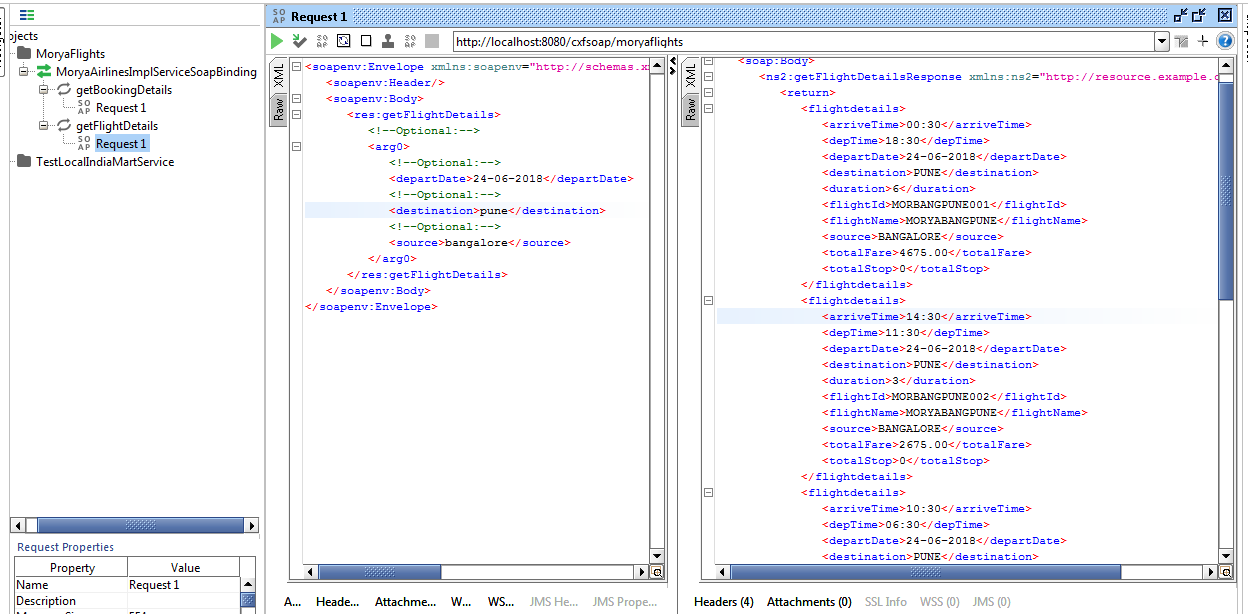 Request 1
ojects
MoryaFlights
MoryaAirlinesImplServiceSoapBinding
getBookingDetails
SO AP Request 1
getFlightDetails
SO AP Request 1
TestLocalIndiaMartService
http://localhost:8080/cxfsoap/moryaflights
XML
Raw
<soapenv:Envelope xmlns:soapenv="http://schemas.x
<soapenv:Header/>
<soapenv:Body>
<res:getFlightDetails>
<!--Optional:-->
<arg0>
<!--Optional:-->
<departDate>24-06-2018</departDate>
<!--Optional:-->
<destination>pune</destination>
<!--Optional:-->
<source>bangalore</source>
</arg0>
</res:getFlightDetails>
</soapenv:Body>
</soapenv:Envelope>
XML
Raw
<soap:Body>
<ns2:getFlightDetailsResponse xmlns:ns2="http://resource.example.c
<return>
<flightdetails>
<arriveTime>00:30</arriveTime>
<depTime>18:30</depTime>
<departDate>24-06-2018</departDate>
<destination>PUNE</destination>
<duration>6</duration>
<flightId>MORBANGPUNE001</flightId>
<flightName>MORYABANGPUNE</flightName>
<source>BANGALORE</source>
<totalFare>4675.00</totalFare>
<totalStop>0</totalStop>
</flightdetails>
<flightdetails>
<arriveTime>14:30</arriveTime>
<depTime>11:30</depTime>
<departDate>24-06-2018</departDate>
<destination>PUNE</destination>
<duration>3</duration>
<flightId>MORBANGPUNE002</flightId>
<flightName>MORYABANGPUNE</flightName>
<source>BANGALORE</source>
<totalFare>2675.00</totalFare>
<totalStop>0</totalStop>
</flightdetails>
<flightdetails>
<arriveTime>10:30</arriveTime>
<depTime>06:30</depTime>
<departDate>24-06-2018</departDate>
<destination>PUNE</destination>
Request Properties
Property Value
Name Request 1
Description
A... Heade... Attachme... W... WS... JMS He... JMS Prope...
Headers (4) Attachments (0) SSL Info WSS (0) JMS (0)